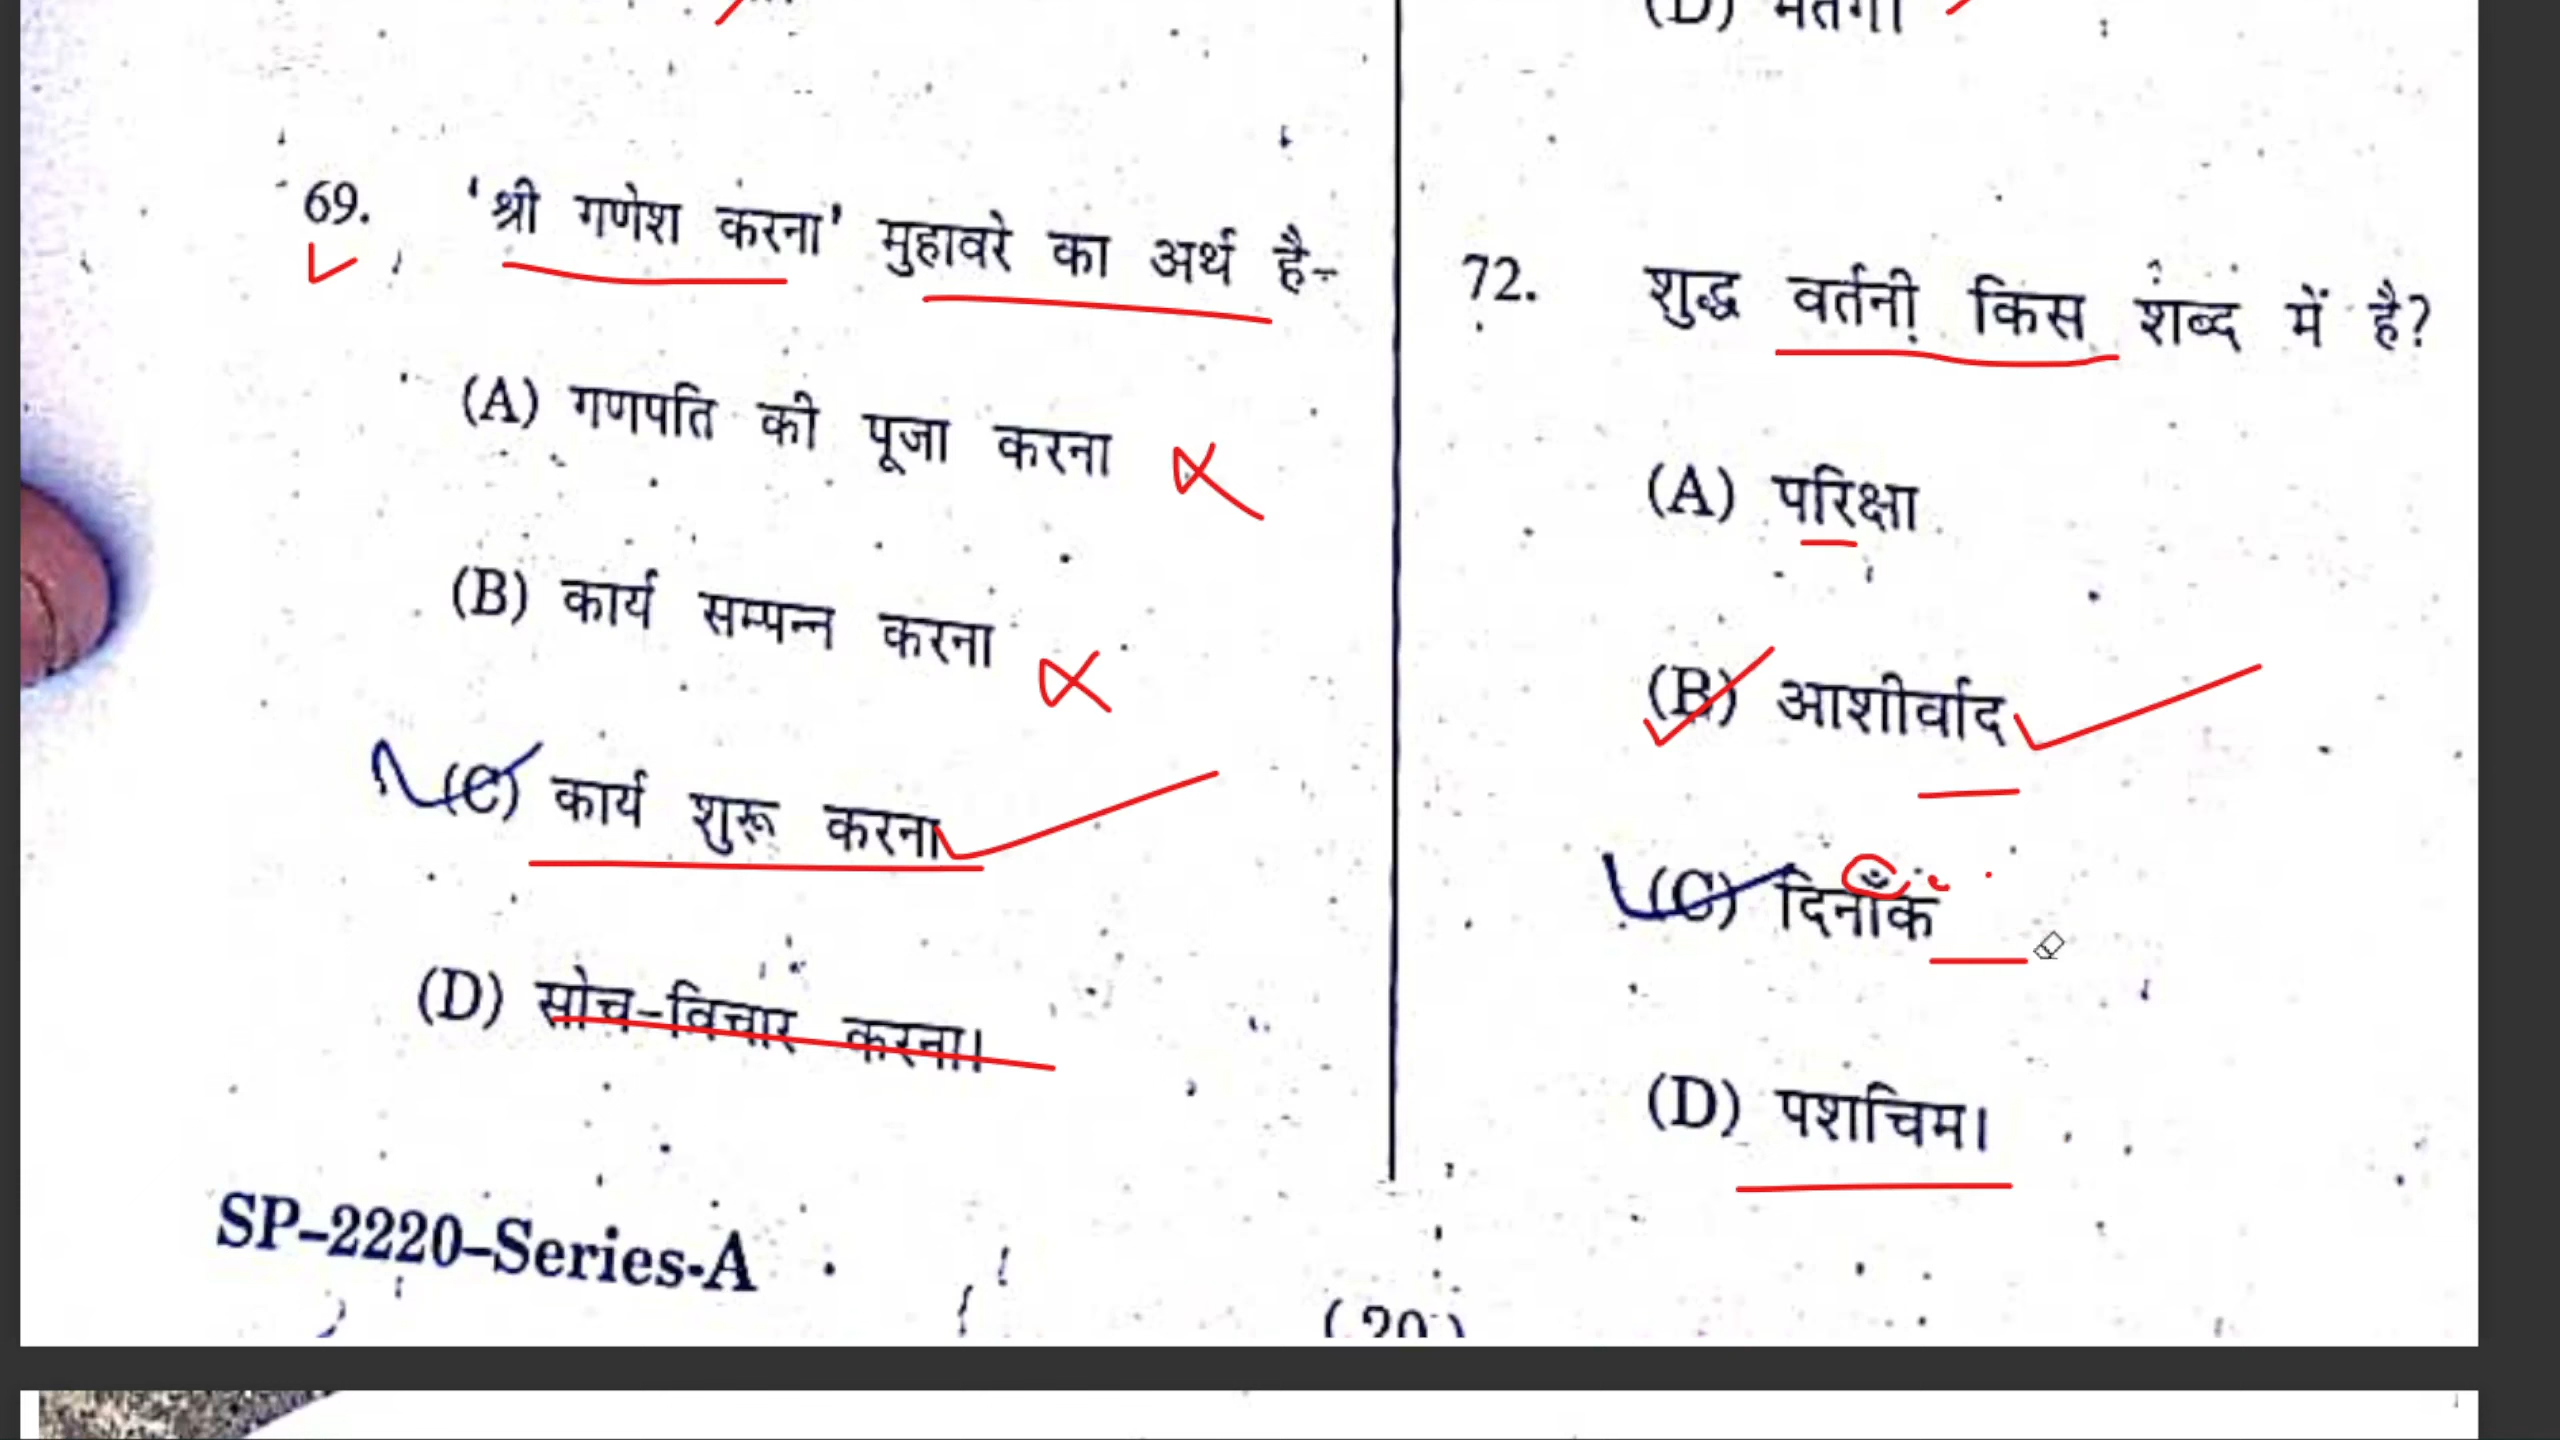 69. 'श्री गणेश करना' मुहावरे का अर्थ है-
(A) गणपति की पूजा करना
(B) कार्य सम्पन्न करना
(C) कार्य शुरू करना
(D) सोच-विचार करना।
SP-2220-Series-A
(20)
(D)
72. शुद्ध वर्तनी किस शब्द में है?
(A) परिक्षा
(B) आशीर्वाद
(C) दिनाँक
(D) पशचिम।